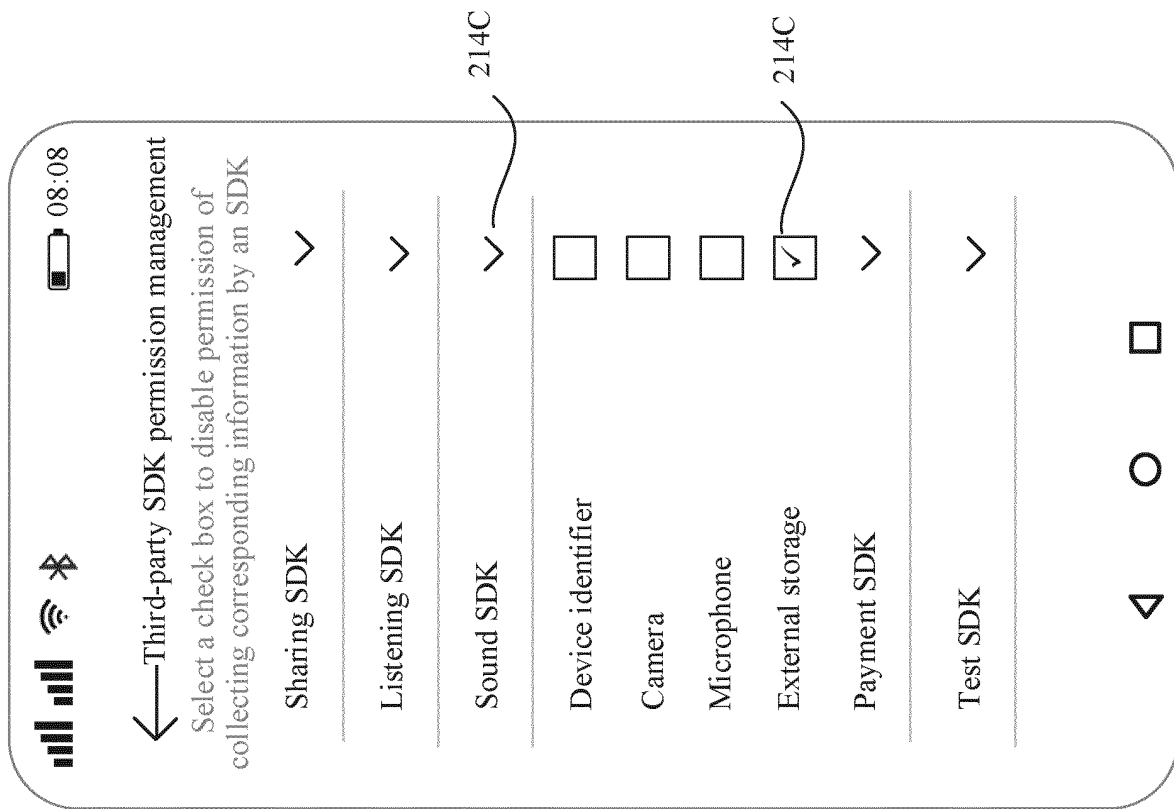 08:08
Third-party SDK permission management
Select a check box to disable permission of
collecting corresponding information by an SDK
Sharing SDK
Listening SDK
Sound SDK
214C
Device identifier
Camera
Microphone
External storage
214C
Payment SDK
Test SDK